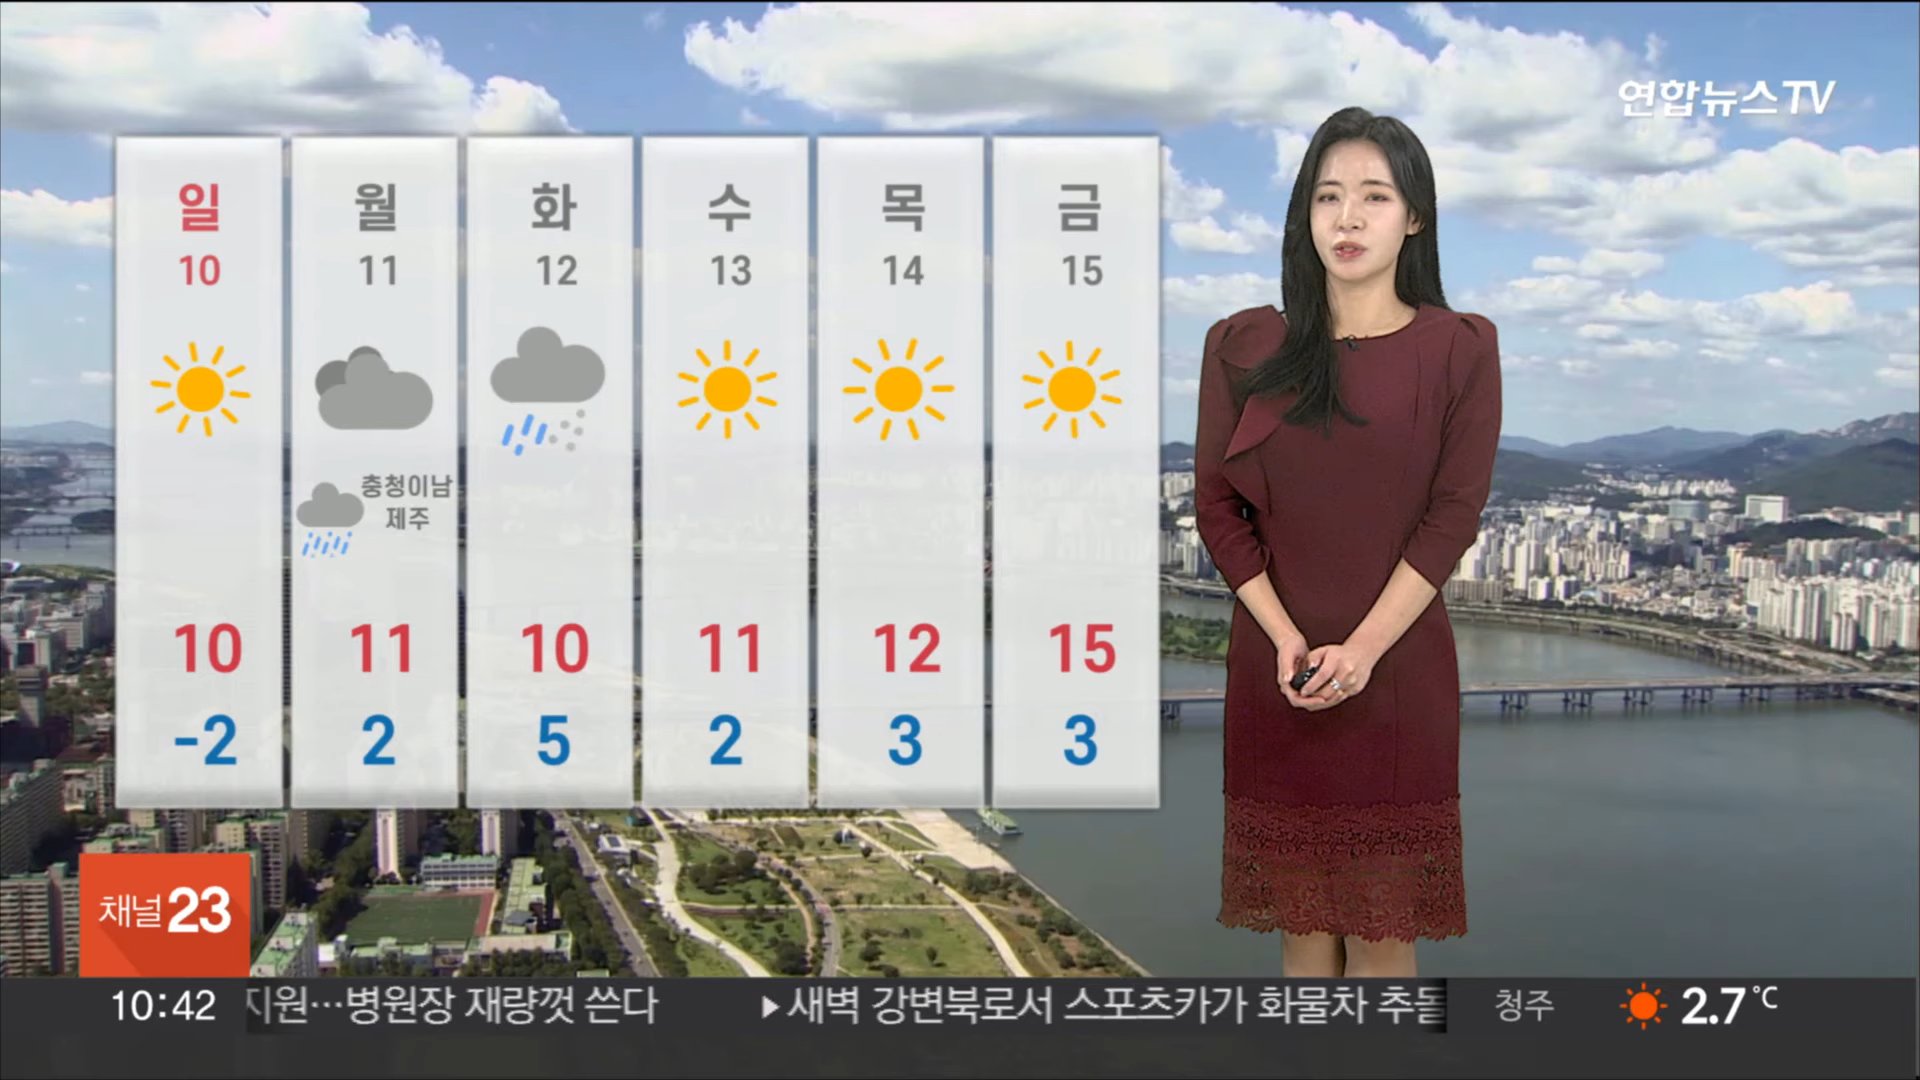 연합뉴스TV
일 월 화 수 목 금
10 11 12 13 14 15
충청이남
제주
10 11 10 11 12 15
-2 2 5 2 3 3
채널 23
10:42 지원…병원장 재량껏 쓴다 ▶새벽 강변북로서 스포츠카가 화물차 추돌 청주 2.7℃